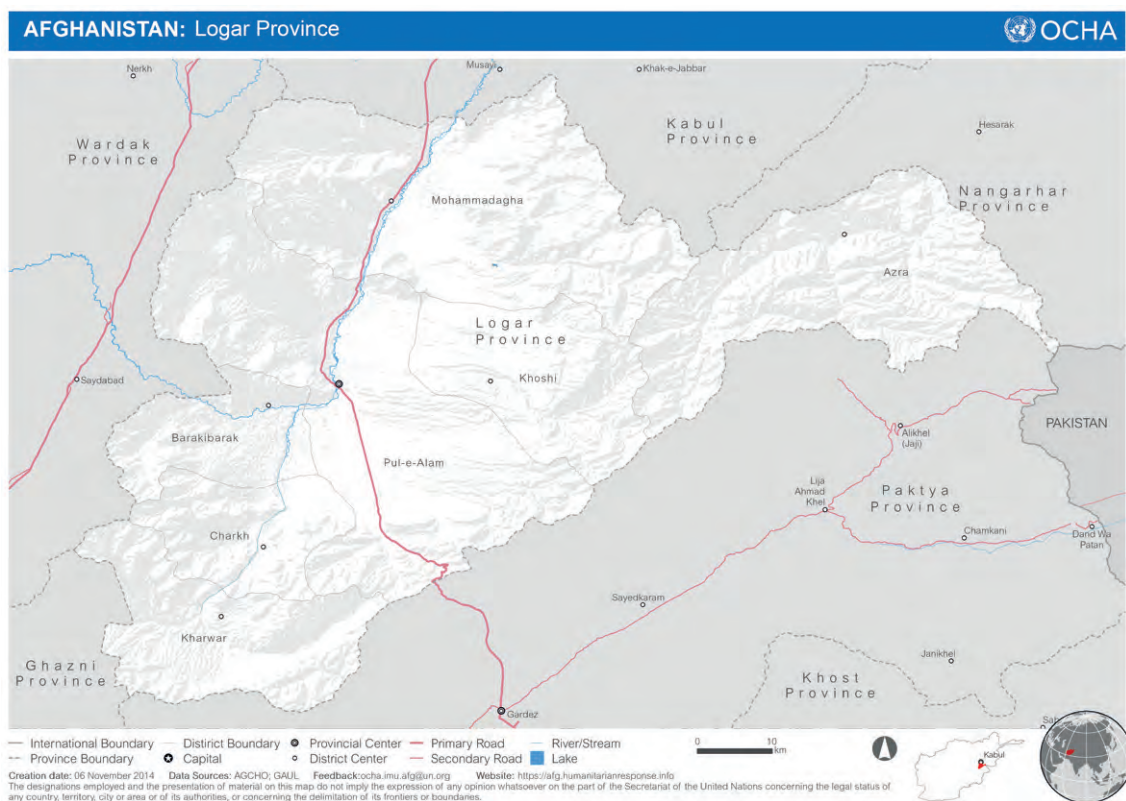 AFGHANISTAN: Logar Province
OCHA
Nerkh
Musayi
Khak-e-Jabbar
Kabul
Province
Hesarak
Wardak
Province
Nangarhar
Province
Mohammadagha
Azra
Logar
Province
Khoshi
Saydabad
Barakibarak
PAKISTAN
Alikhel
(Jaji)
Pul-e-Alam
Lija
Ahmad
Khel
Paktya
Province
Charkh
Chamkani
Dand Wa
Patan
Sayedkaram
Kharwar
Ghazni
Province
Janikhel
Khost
Province
Gardez
International Boundary
District Boundary
Provincial Center
Primary Road
River/Stream
0 10
km
Province Boundary
Capital
District Center
Secondary Road
Lake
Kabul
Creation date: 06 November 2014 Data Sources: AGCHO; GAUL Feedback:ocha.imu.afg@un.org Website: https://afg.humanitarianresponse.info
The designations employed and the presentation of material on this map do not imply the expression of any opinion whatsoever on the part of the Secretariat of the United Nations concerning the legal status of
any country, territory, city or area or of its authorities, or concerning the delimitation of its frontiers or boundaries.